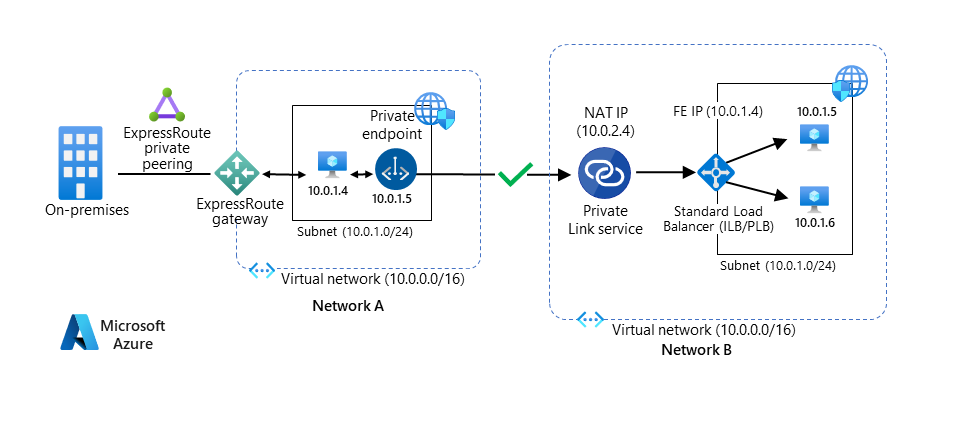 On-premises
ExpressRoute
private
peering
ExpressRoute
gateway
Private
endpoint
10.0.1.4
10.0.1.5
Subnet (10.0.1.0/24)
Virtual network (10.0.0.0/16)
Network A
NAT IP
(10.0.2.4)
Private
Link service
FE IP (10.0.1.4)
Standard Load
Balancer (ILB/PLB)
10.0.1.5
10.0.1.6
Subnet (10.0.1.0/24)
Virtual network (10.0.0.0/16)
Network B
Microsoft
Azure